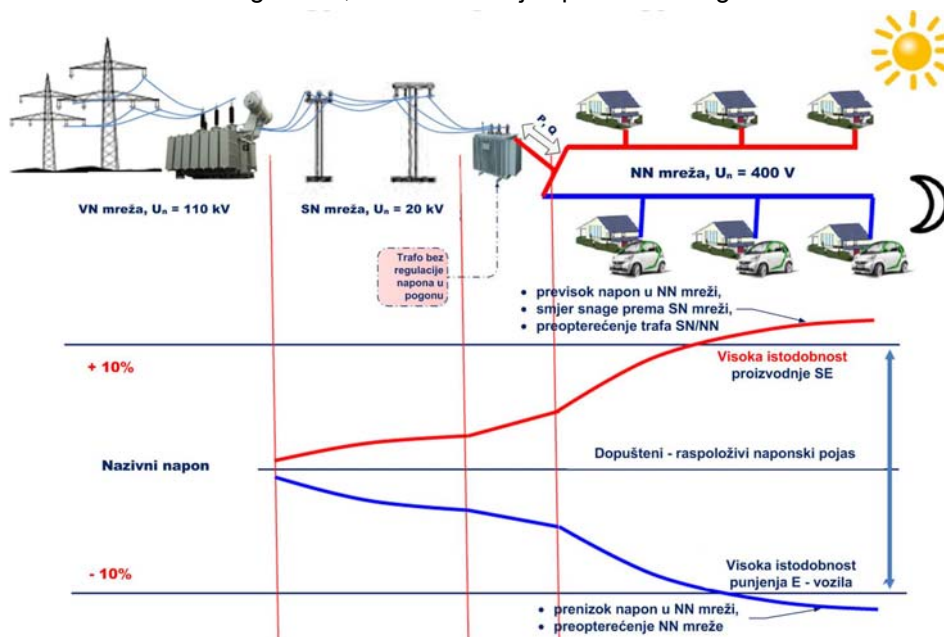 P, Q
NN mreža, Uₙ = 400 V
VN mreža, Uₙ = 110 kV
SN mreža, Uₙ = 20 kV
Trafo bez
regulacije
napona u
pogonu
• previsok napon u NN mreži,
• smjer snage prema SN mreži,
• preopterećenje trafa SN/NN
+ 10%
Visoka istodobnost
proizvodnje SE
Nazivni napon
Dopušteni - raspoloživi naponski pojas
- 10%
Visoka istodobnost
punjenja E - vozila
• prenizok napon u NN mreži,
• preopterećenje NN mreže